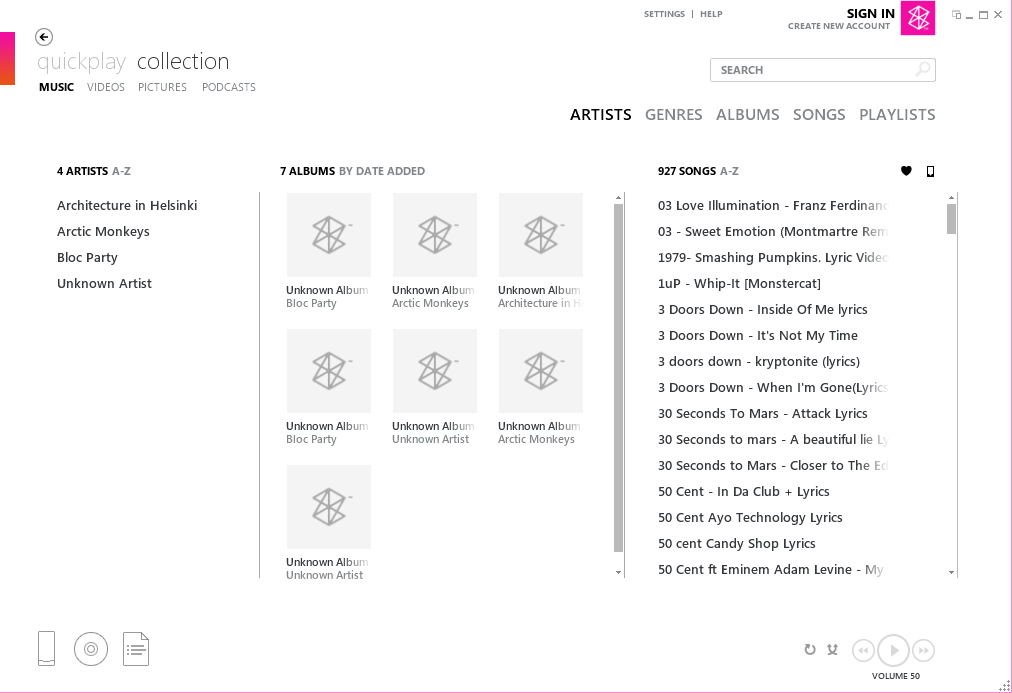 SETTINGS | HELP
SIGN IN
CREATE NEW ACCOUNT
quickplay collection
MUSIC VIDEOS PICTURES PODCASTS
SEARCH
ARTISTS GENRES ALBUMS SONGS PLAYLISTS
4 ARTISTS A-Z
Architecture in Helsinki
Arctic Monkeys
Bloc Party
Unknown Artist
7 ALBUMS BY DATE ADDED
Unknown Album Unknown Album Unknown Album
Bloc Party Arctic Monkeys Architecture in H
Unknown Album Unknown Album Unknown Album
Bloc Party Unknown Artist Arctic Monkeys
Unknown Album
Unknown Artist
927 SONGS A-Z
03 Love Illumination - Franz Ferdinand
03 - Sweet Emotion (Montmartre Rem
1979- Smashing Pumpkins. Lyric Video
1uP - Whip-It [Monstercat]
3 Doors Down - Inside Of Me lyrics
3 Doors Down - It's Not My Time
3 doors down - kryptonite (lyrics)
3 Doors Down - When I'm Gone(Lyrics
30 Seconds To Mars - Attack Lyrics
30 Seconds to mars - A beautiful lie Ly
30 Seconds to Mars - Closer to The Ed
50 Cent - In Da Club + Lyrics
50 Cent Ayo Technology Lyrics
50 cent Candy Shop Lyrics
50 Cent ft Eminem Adam Levine - My
VOLUME 50